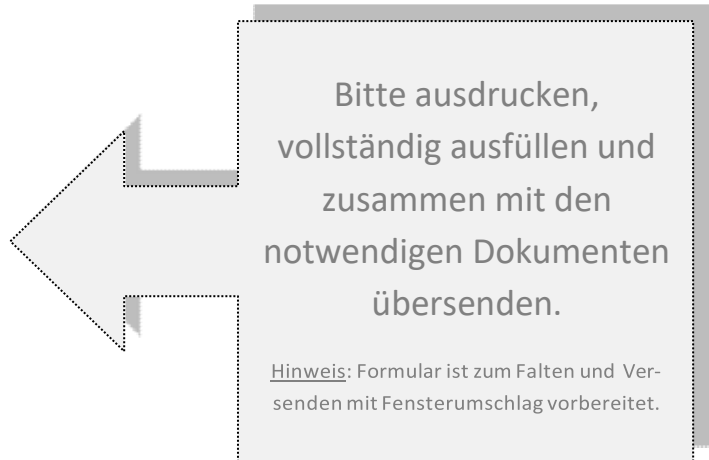 Bitte ausdrucken,
vollständig ausfüllen und
zusammen mit den
notwendigen Dokumenten
übersenden.
Hinweis: Formular ist zum Falten und Ver-
senden mit Fensterumschlag vorbereitet.